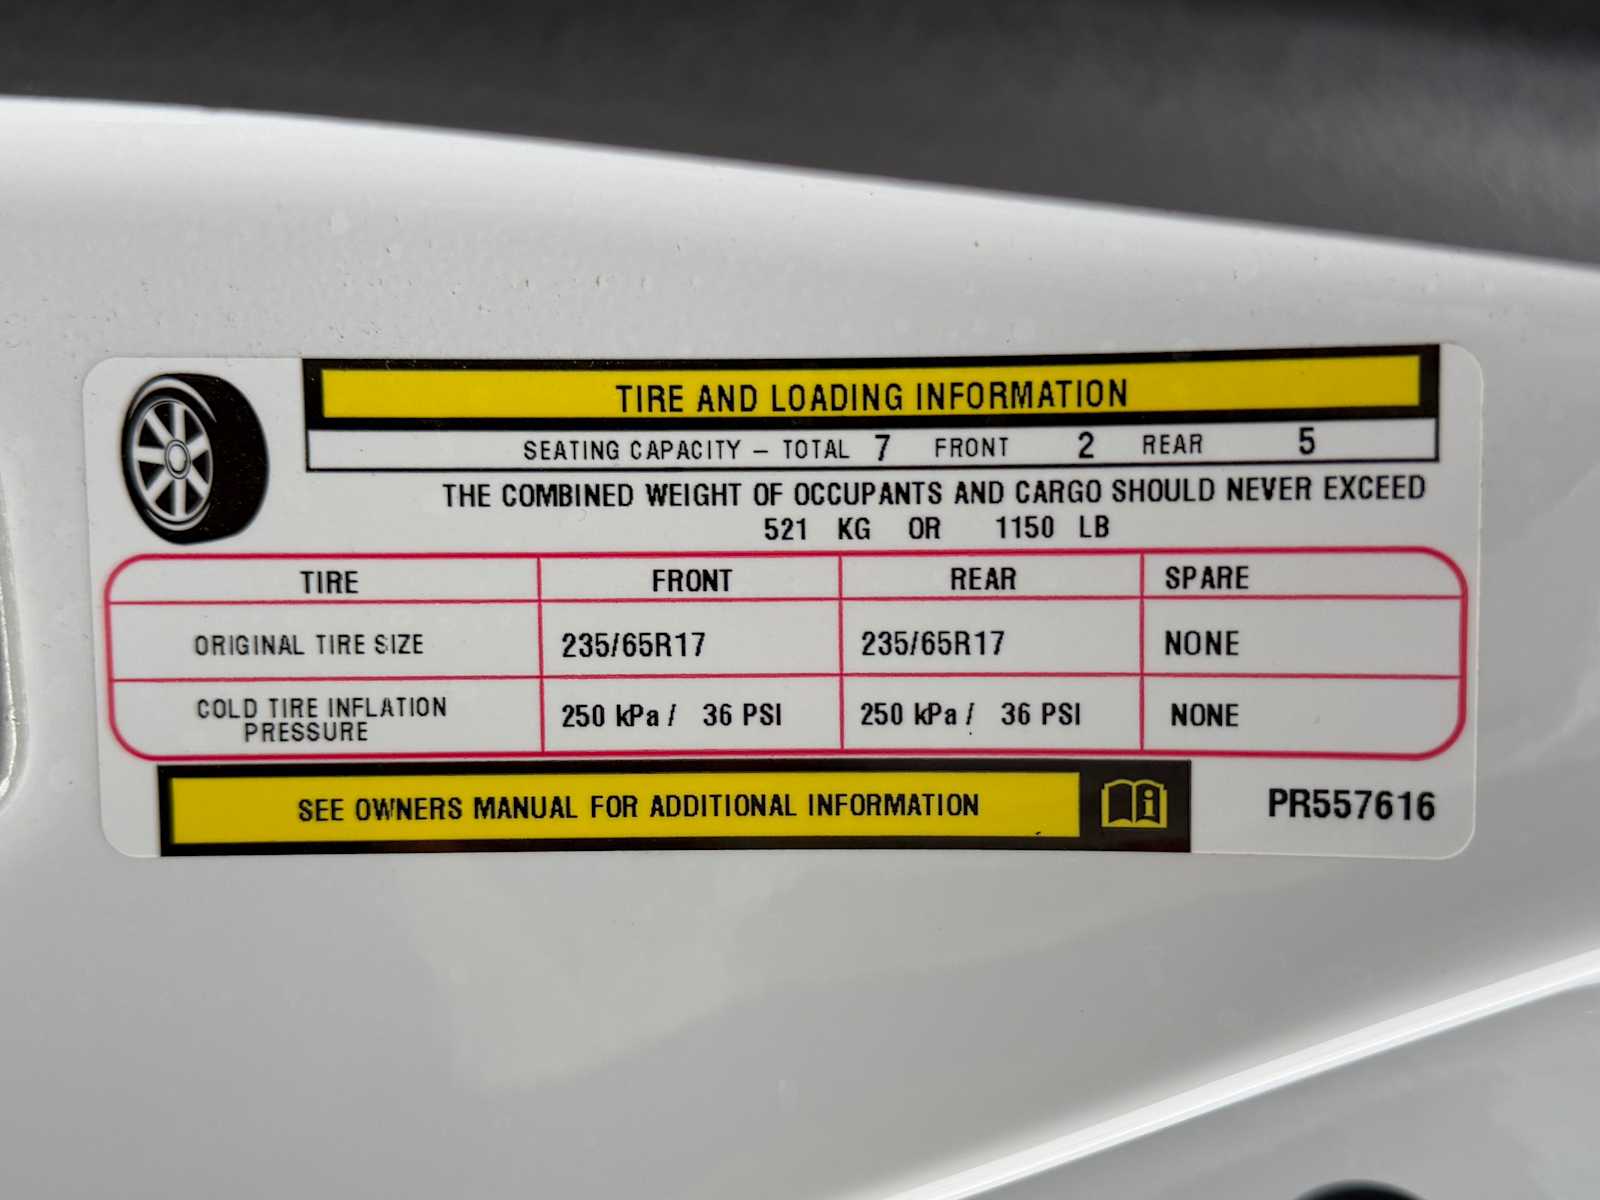 TIRE AND LOADING INFORMATION
SEATING CAPACITY – TOTAL 7 FRONT 2 REAR 5
THE COMBINED WEIGHT OF OCCUPANTS AND CARGO SHOULD NEVER EXCEED
521 KG OR 1150 LB
TIRE FRONT REAR SPARE
ORIGINAL TIRE SIZE 235/65R17 235/65R17 NONE
COLD TIRE INFLATION
PRESSURE 250 kPa / 36 PSI 250 kPa / 36 PSI NONE
SEE OWNERS MANUAL FOR ADDITIONAL INFORMATION
PR557616